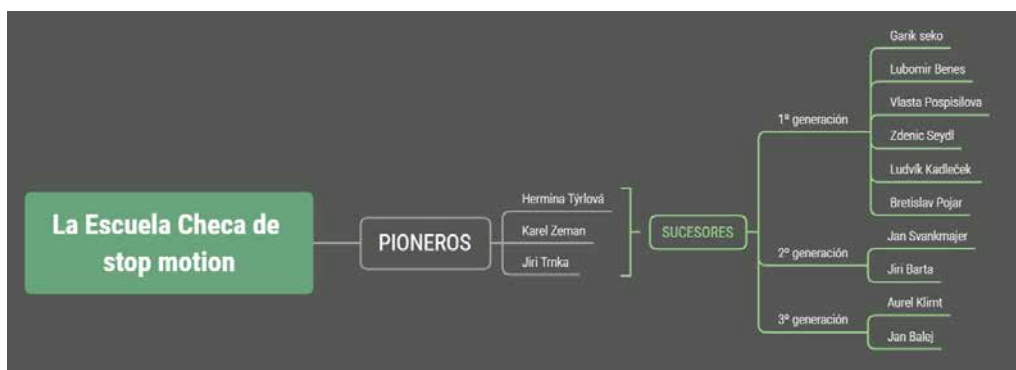 La Escuela Checa de
stop motion
PIONEROS
Hermina Týrlová
Karel Zeman
Jiri Trnka
SUCESORES
1ª generación
Garik seko
Lubomir Benes
Vlasta Pospisilova
Zdenic Seydl
Ludvík Kadleček
Bretislav Pojar
2º generación
Jan Svankmajer
Jiri Barta
3ª generación
Aurel Klimt
Jan Balej